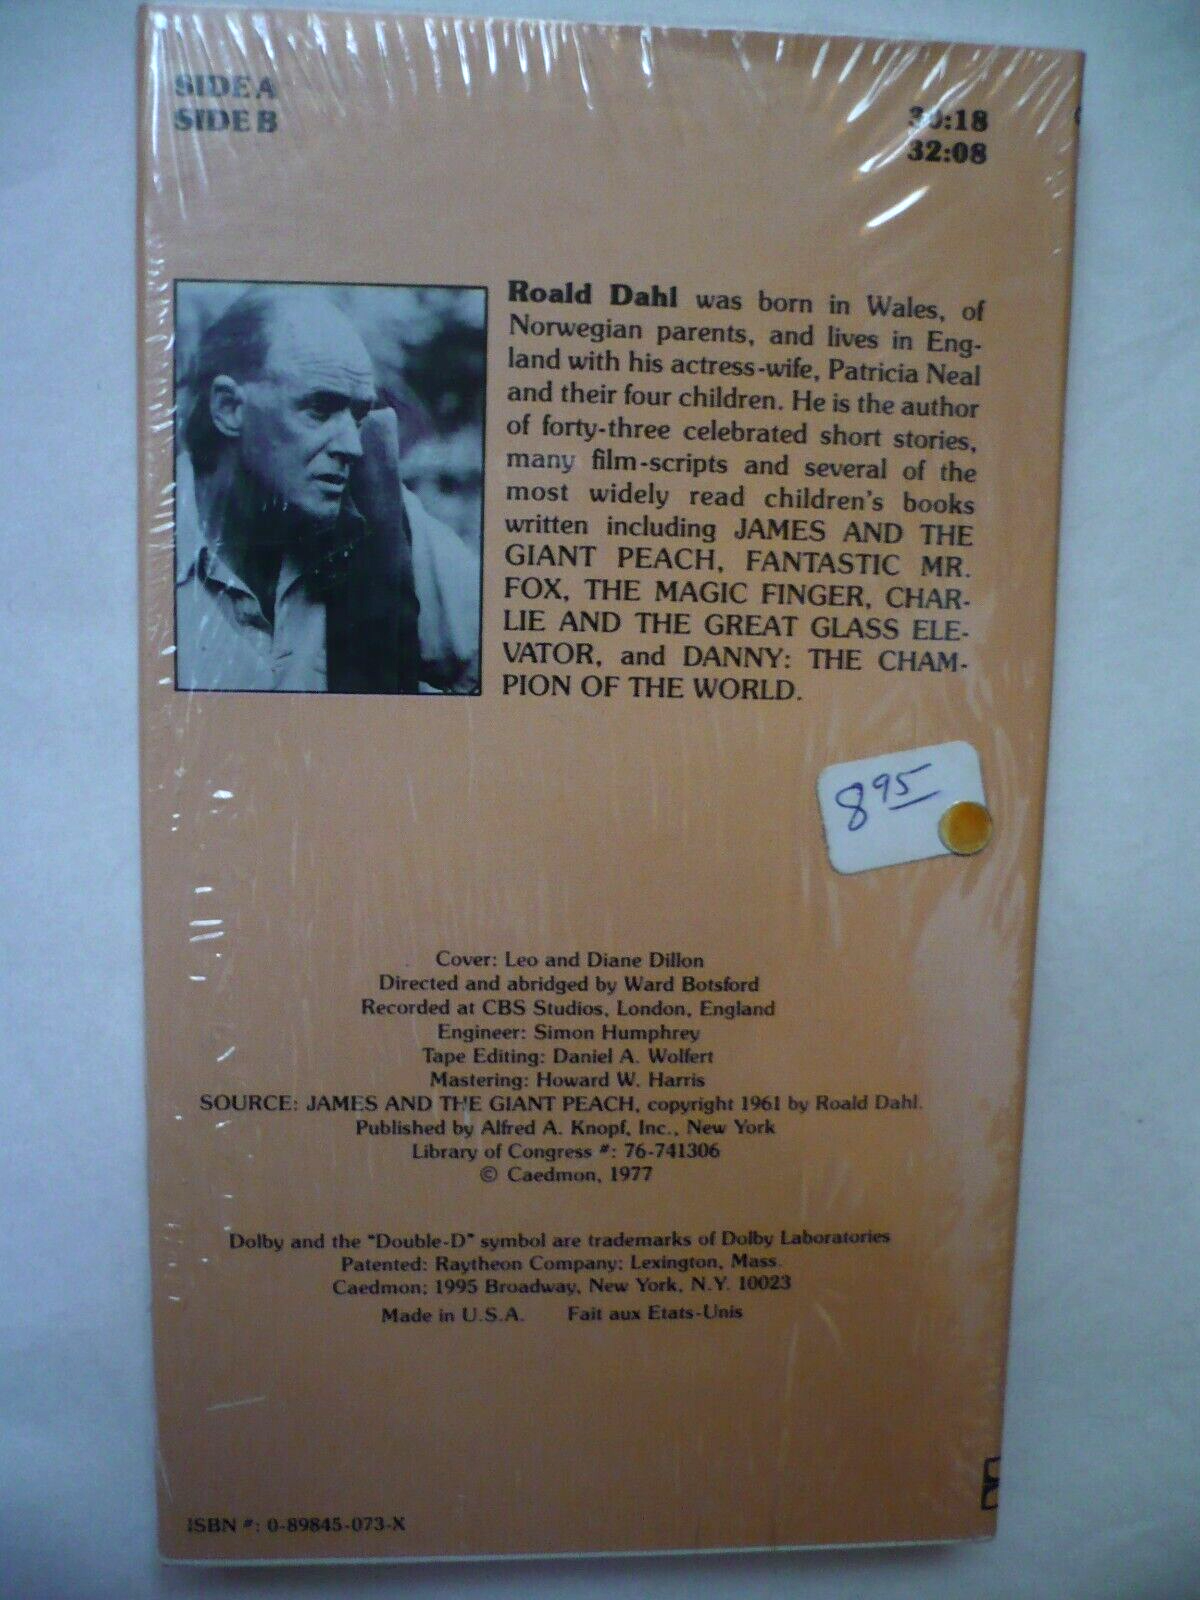 SIDE A
SIDE B
30:18
32:08
Roald Dahl was born in Wales, of
Norwegian parents, and lives in Eng-
land with his actress-wife, Patricia Neal
and their four children. He is the author
of forty-three celebrated short stories,
many film-scripts and several of the
most widely read children's books
written including JAMES AND THE
GIANT PEACH, FANTASTIC MR.
FOX, THE MAGIC FINGER, CHAR-
LIE AND THE GREAT GLASS ELE-
VATOR, and DANNY: THE CHAM-
PION OF THE WORLD.
8 95
Cover: Leo and Diane Dillon
Directed and abridged by Ward Botsford
Recorded at CBS Studios, London, England
Engineer: Simon Humphrey
Tape Editing: Daniel A. Wolfert
Mastering: Howard W. Harris
SOURCE: JAMES AND THE GIANT PEACH, copyright 1961 by Roald Dahl.
Published by Alfred A. Knopf, Inc., New York
Library of Congress #: 76-741306
© Caedmon, 1977
Dolby and the "Double-D" symbol are trademarks of Dolby Laboratories
Patented: Raytheon Company; Lexington, Mass.
Caedmon; 1995 Broadway, New York, N.Y. 10023
Made in U.S.A. Fait aux Etats-Unis
ISBN #: 0-89845-073-X